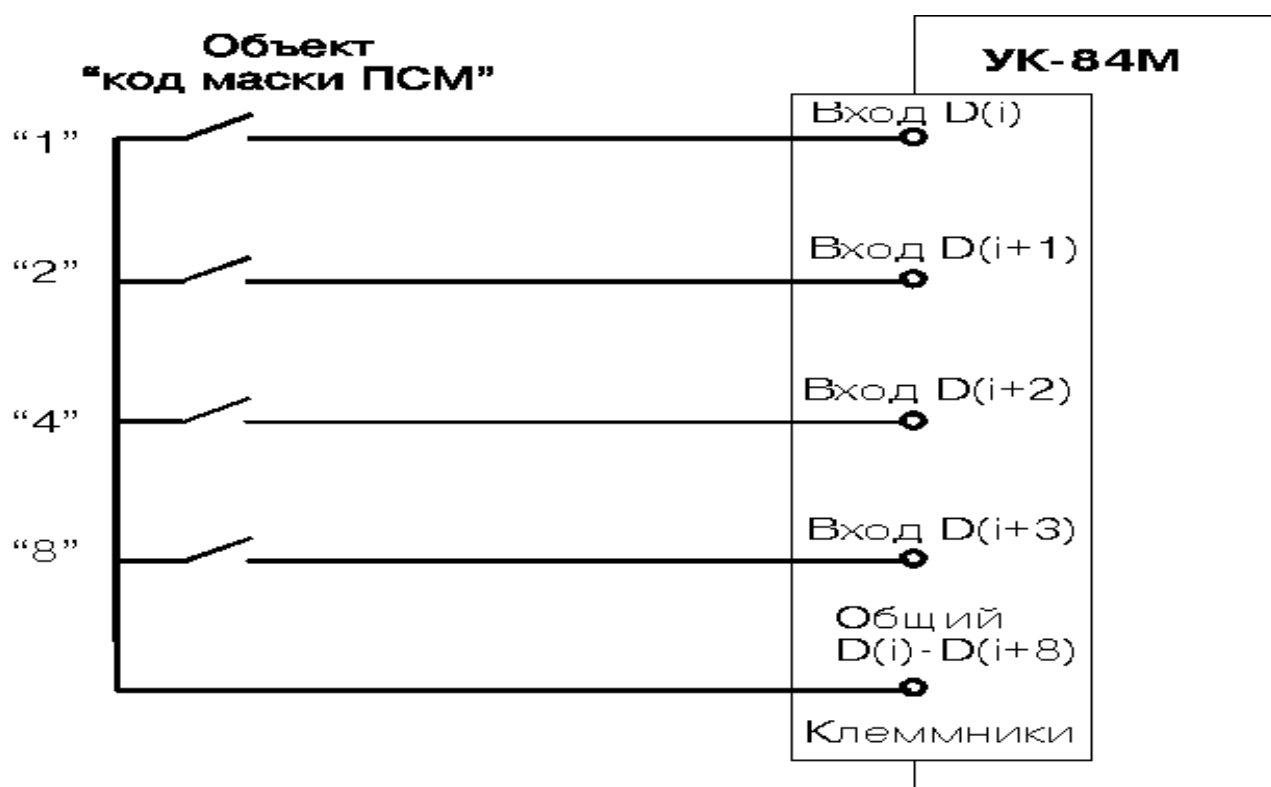 Объект
“код маски ПСМ”
УК-84М
“1”
Вход D(i)
“2”
Вход D(i+1)
“4”
Вход D(i+2)
“8”
Вход D(i+3)
Общий
D(i)-D(i+8)
Клеммники